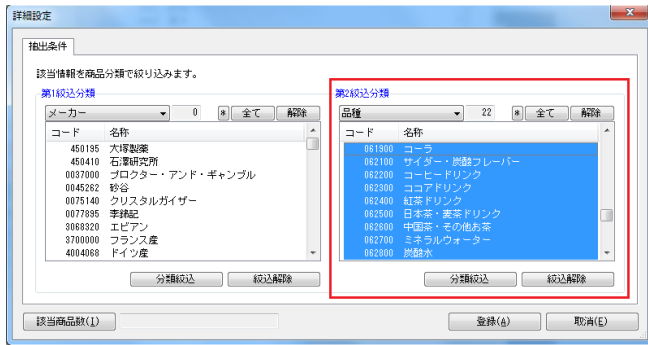 詳細設定
抽出条件
該当情報を商品分類で絞り込みます。
第1絞込分類
メーカー 0 * 全て 解除
コード 名称
450195 大塚製薬
450410 石澤研究所
0037000 プロクター・アンド・ギャンブル
0045262 砂谷
0075140 クリスタルガイザー
0077895 李錦記
3068320 エビアン
3700000 フランス産
4004068 ドイツ産
分類絞込 絞込解除
第2絞込分類
品種 22 * 全て 解除
コード 名称
061900 コーラ
062100 サイダー・炭酸フレーバー
062200 コーヒードリンク
062300 ココアドリンク
062400 紅茶ドリンク
062500 日本茶・麦茶ドリンク
062600 中国茶・その他お茶
062700 ミネラルウォーター
062800 炭酸水
分類絞込 絞込解除
該当商品数(I) 登録(A) 取消(E)